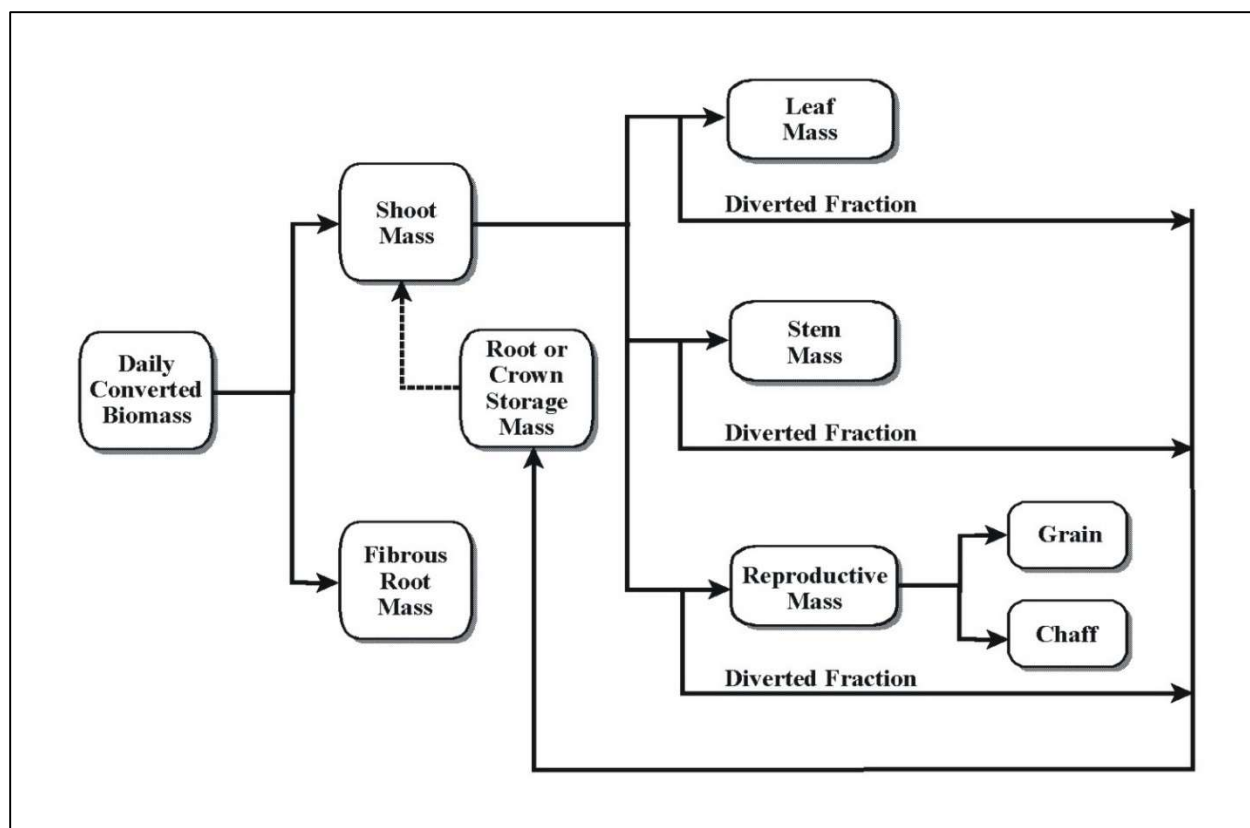 Leaf
Mass
Diverted Fraction
Shoot
Mass
Stem
Mass
Root or
Crown
Storage
Mass
Daily
Converted
Biomass
Diverted Fraction
Fibrous
Root
Mass
Reproductive
Mass
Grain
Chaff
Diverted Fraction